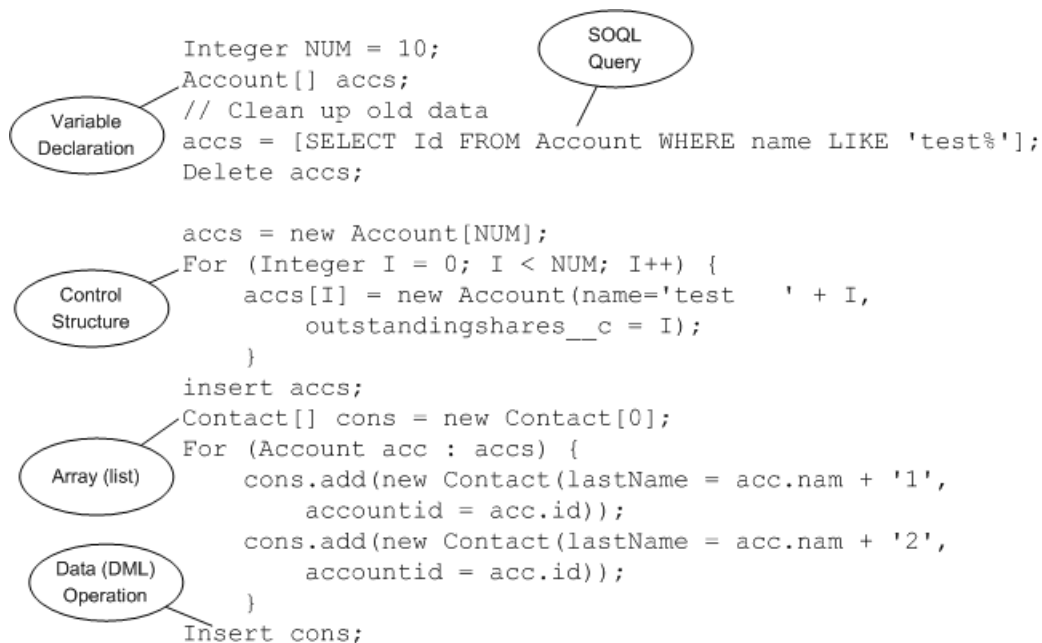 SOQL
Query
Integer NUM = 10;
Account[] accs;
// Clean up old data
Variable
Declaration
accs = [SELECT Id FROM Account WHERE name LIKE 'test%'];
Delete accs;
accs = new Account[NUM];
For (Integer I = 0; I < NUM; I++) {
Control
Structure
accs[I] = new Account(name='test   ' + I,
outstandingshares__c = I);
}
insert accs;
Contact[] cons = new Contact[0];
For (Account acc : accs) {
Array (list)
cons.add(new Contact(lastName = acc.nam + '1',
accountid = acc.id));
cons.add(new Contact(lastName = acc.nam + '2',
accountid = acc.id));
Data (DML)
Operation
}
Insert cons;